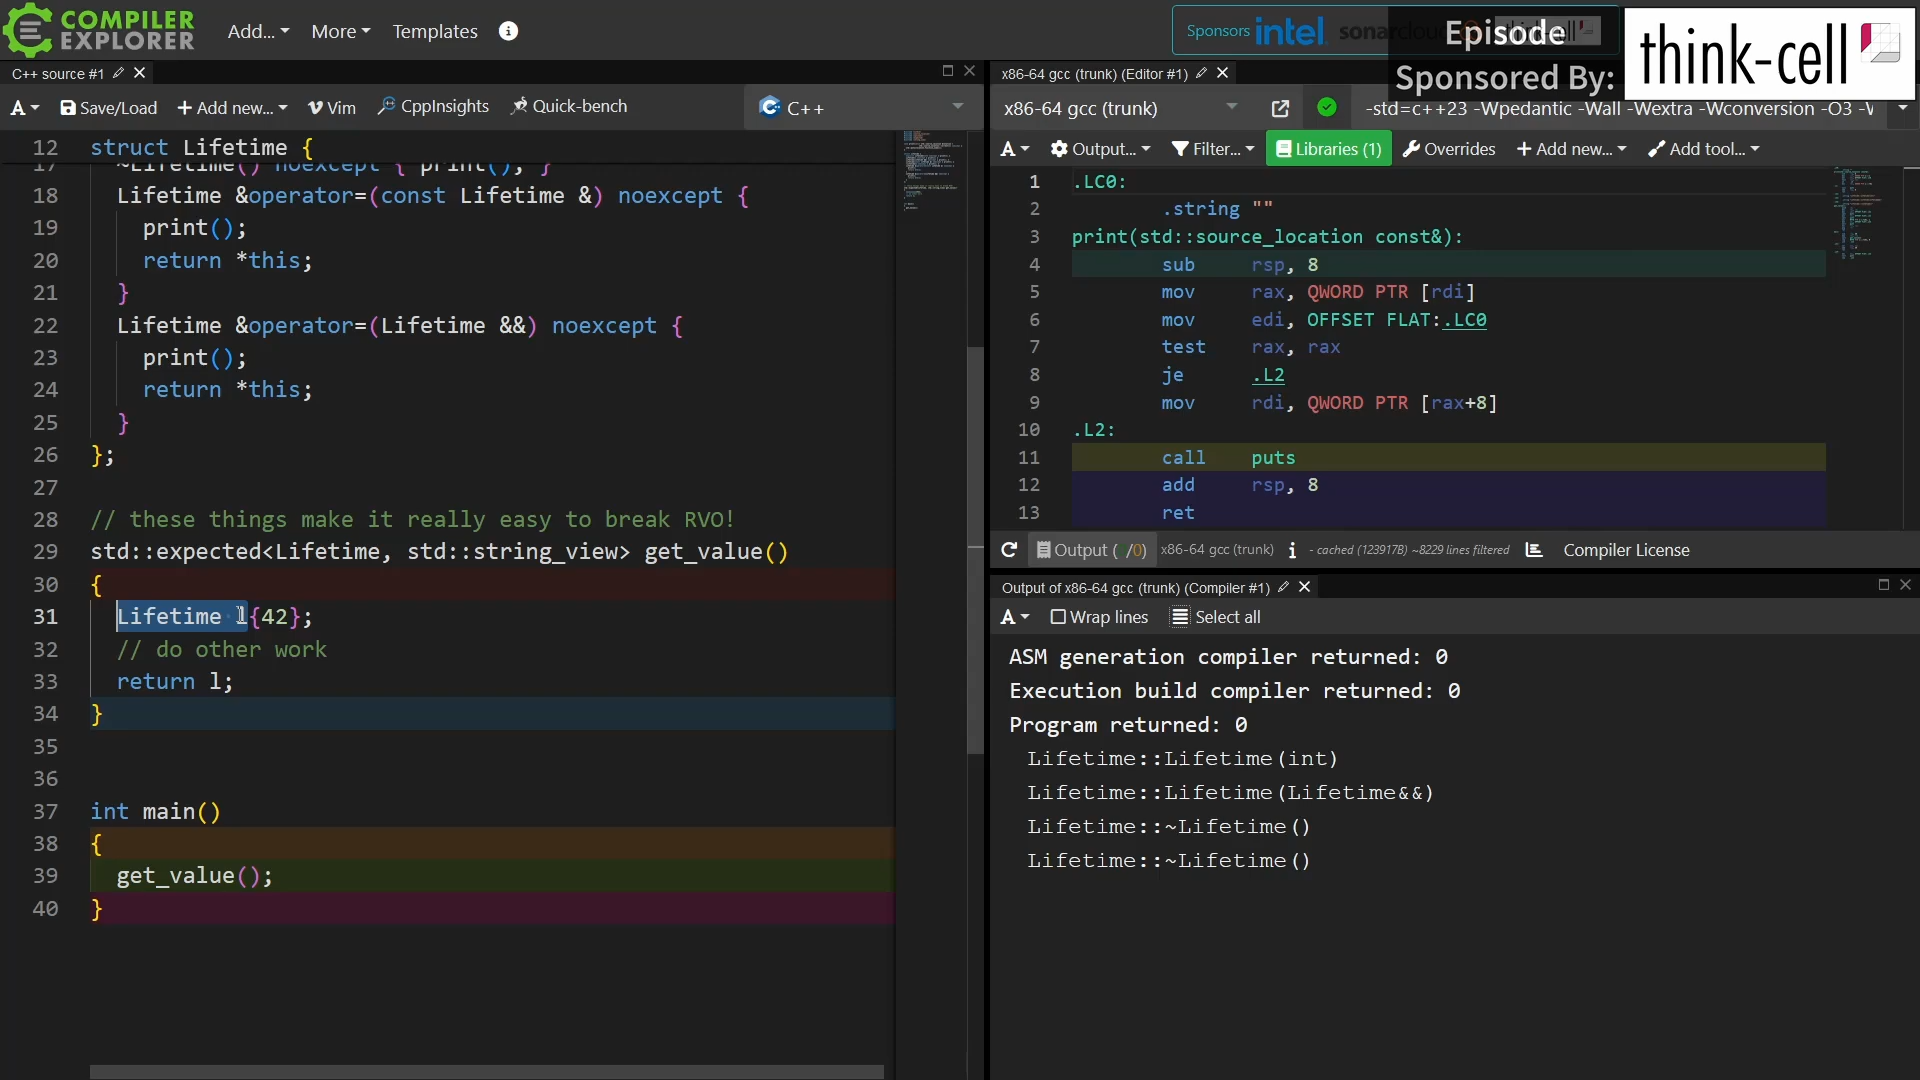 COMPILER
EXPLORER
Add...
More
Templates
Sponsors intel
Episode
Sponsored By:
think-cell
C++ source #1
A
Save/Load
+ Add new...
Vim
CppInsights
Quick-bench
C++
12 struct Lifetime {
17 ~Lifetime() noexcept { print(); }
18 Lifetime &operator=(const Lifetime &) noexcept {
19 print();
20 return *this;
21 }
22 Lifetime &operator=(Lifetime &&) noexcept {
23 print();
24 return *this;
25 }
26 };
27
28 // these things make it really easy to break RVO!
29 std::expected<Lifetime, std::string_view> get_value()
30 {
31 Lifetime l{42};
32 // do other work
33 return l;
34 }
35
36
37 int main()
38 {
39 get_value();
40 }
x86-64 gcc (trunk) (Editor #1)
x86-64 gcc (trunk)
-std=c++23 -Wpedantic -Wall -Wextra -Wconversion -O3
A
Output...
Filter...
Libraries (1)
Overrides
+ Add new...
Add tool...
1 .LC0:
2 .string ""
3 print(std::source_location const&):
4 sub rsp, 8
5 mov rax, QWORD PTR [rdi]
6 mov edi, OFFSET FLAT:.LC0
7 test rax, rax
8 je .L2
9 mov rdi, QWORD PTR [rax+8]
10 .L2:
11 call puts
12 add rsp, 8
13 ret
Output ( /0) x86-64 gcc (trunk) i - cached (123917B) ~8229 lines filtered Compiler License
Output of x86-64 gcc (trunk) (Compiler #1)
A
Wrap lines
Select all
ASM generation compiler returned: 0
Execution build compiler returned: 0
Program returned: 0
Lifetime::Lifetime(int)
Lifetime::Lifetime(Lifetime&&)
Lifetime::~Lifetime()
Lifetime::~Lifetime()